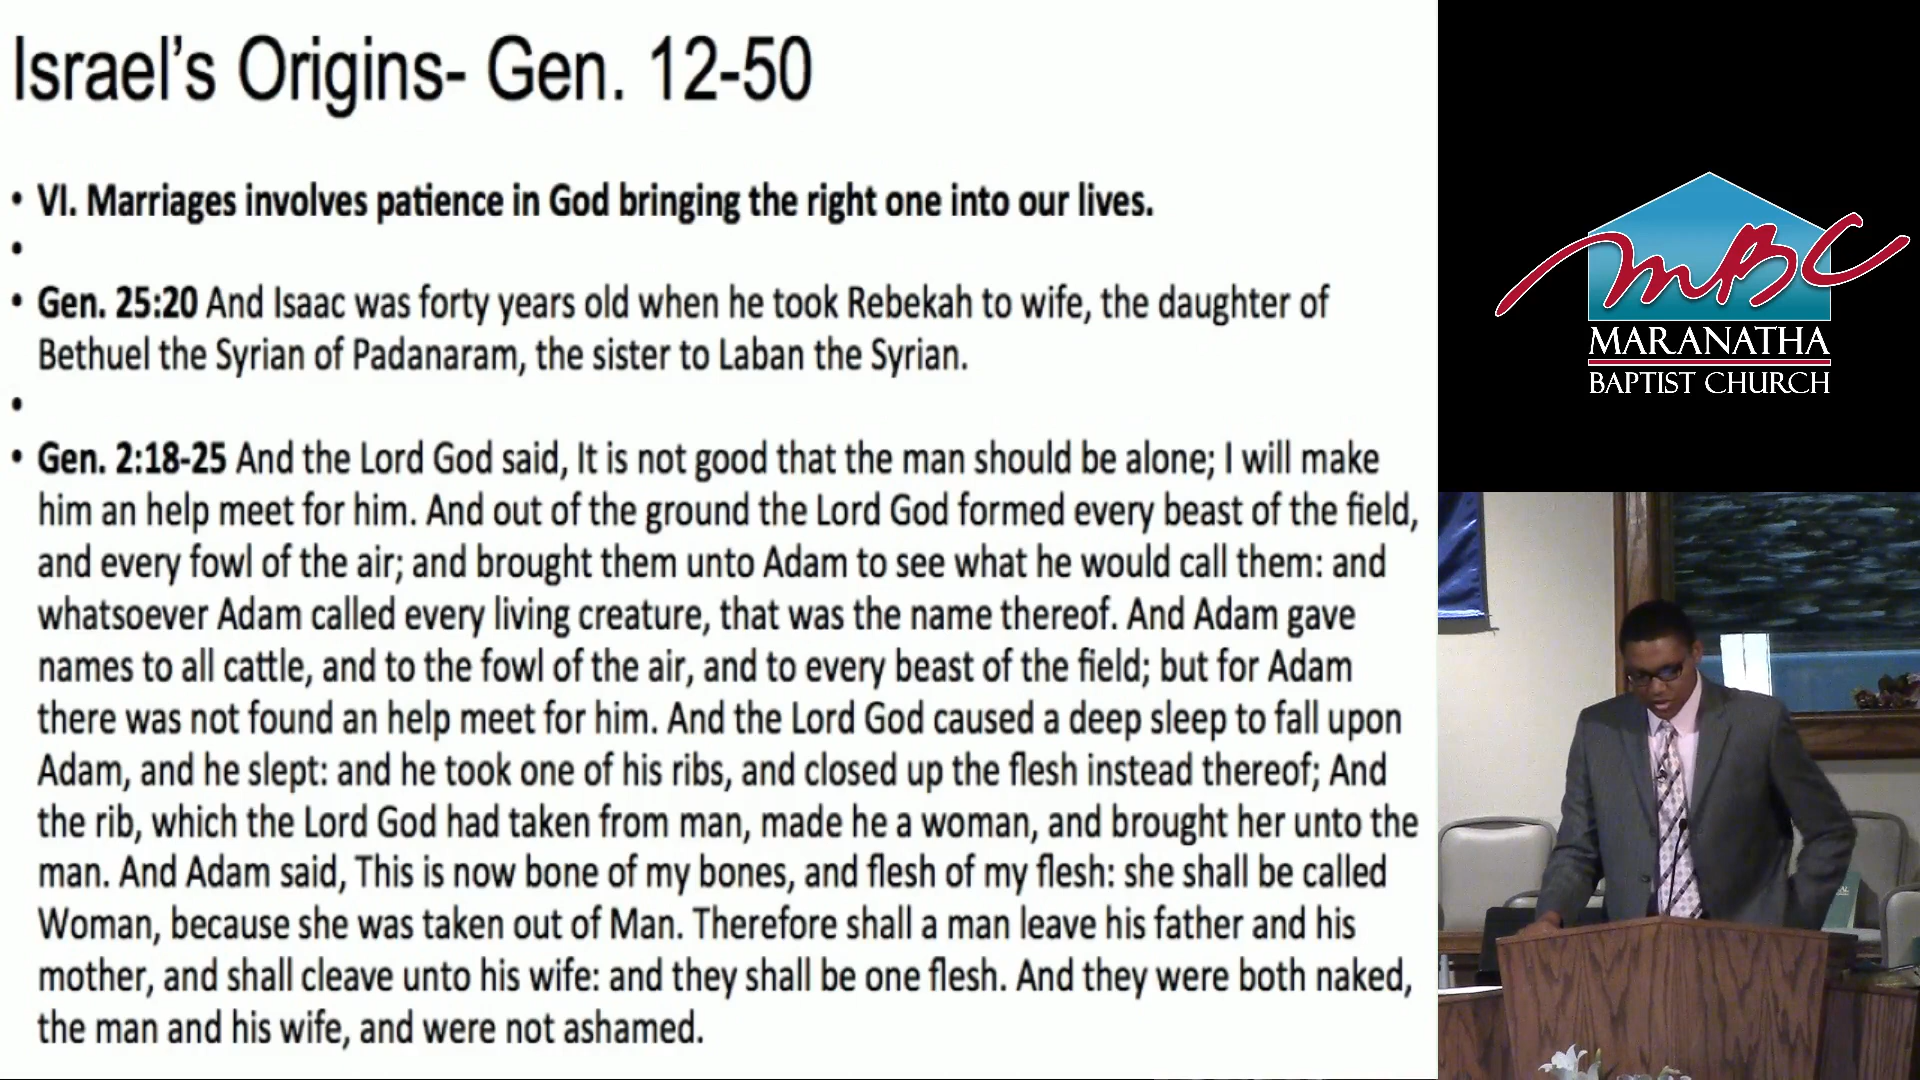 Israel's Origins- Gen. 12-50
• VI. Marriages involves patience in God bringing the right one into our lives.
•
• Gen. 25:20 And Isaac was forty years old when he took Rebekah to wife, the daughter of
Bethuel the Syrian of Padanaram, the sister to Laban the Syrian.
•
• Gen. 2:18-25 And the Lord God said, It is not good that the man should be alone; I will make
him an help meet for him. And out of the ground the Lord God formed every beast of the field,
and every fowl of the air; and brought them unto Adam to see what he would call them: and
whatsoever Adam called every living creature, that was the name thereof. And Adam gave
names to all cattle, and to the fowl of the air, and to every beast of the field; but for Adam
there was not found an help meet for him. And the Lord God caused a deep sleep to fall upon
Adam, and he slept: and he took one of his ribs, and closed up the flesh instead thereof; And
the rib, which the Lord God had taken from man, made he a woman, and brought her unto the
man. And Adam said, This is now bone of my bones, and flesh of my flesh: she shall be called
Woman, because she was taken out of Man. Therefore shall a man leave his father and his
mother, and shall cleave unto his wife: and they shall be one flesh. And they were both naked,
the man and his wife, and were not ashamed.
MBC
MARANATHA
BAPTIST CHURCH